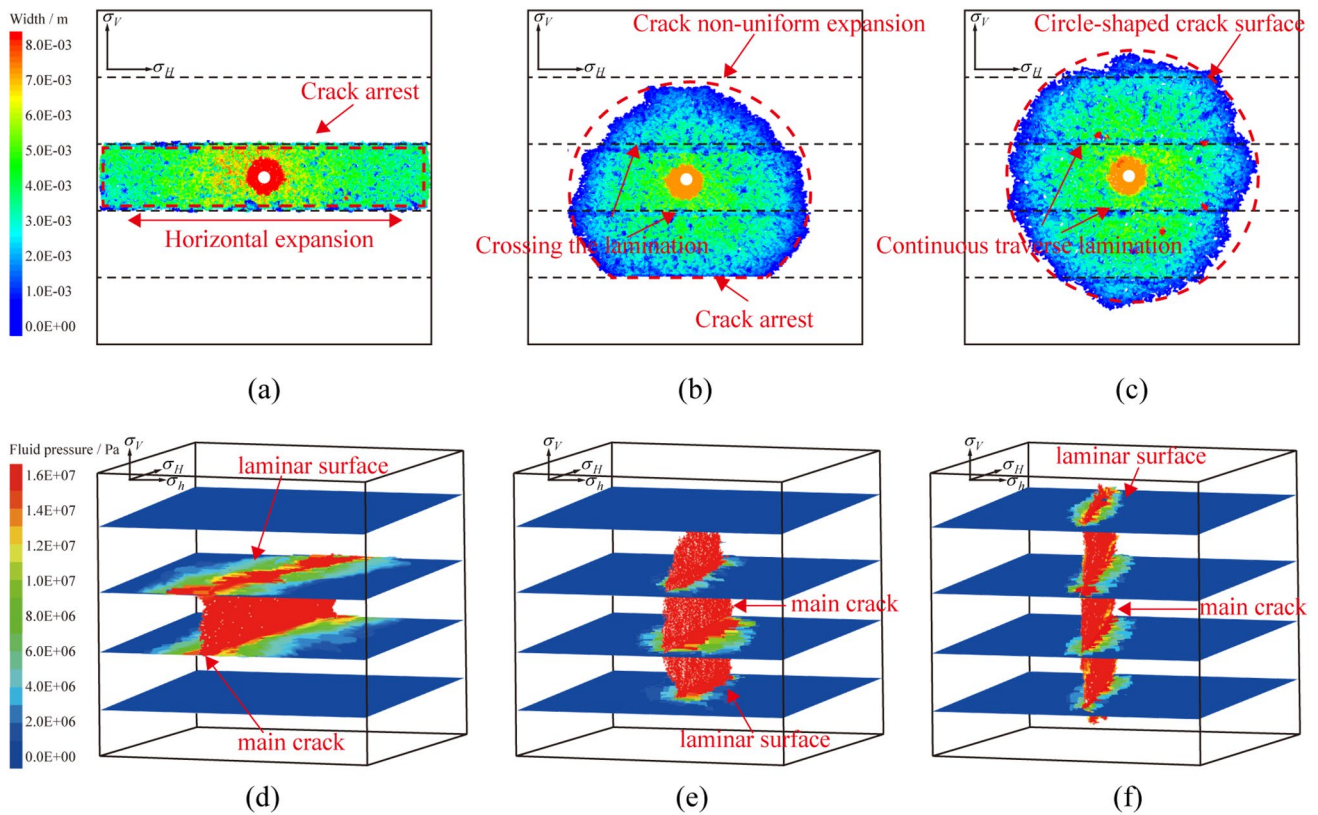 Width / m
8.0E-03
7.0E-03
6.0E-03
5.0E-03
4.0E-03
3.0E-03
2.0E-03
1.0E-03
0.0E+00
σV
σH
Crack arrest
Horizontal expansion
(a)
σV
σH
Crack non-uniform expansion
Crossing the lamination
Crack arrest
(b)
σV
σH
Circle-shaped crack surface
Continuous traverse lamination
(c)
Fluid pressure / Pa
1.6E+07
1.4E+07
1.2E+07
1.0E+07
8.0E+06
6.0E+06
4.0E+06
2.0E+06
0.0E+00
σV
σH
σh
laminar surface
main crack
(d)
σV
σH
σh
main crack
laminar surface
(e)
σV
σH
σh
laminar surface
main crack
(f)